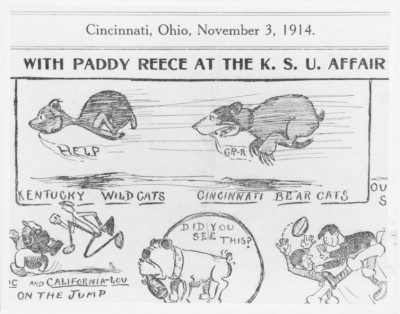 Cincinnati, Ohio, November 3, 1914.
WITH PADDY REECE AT THE K. S. U. AFFAIR
HELP
GR-R
KENTUCKY WILD CATS
CINCINNATI BEAR CATS
OU
S
DID YOU
SEE THIS?
AND CALIFORNIA-LOU
ON THE JUMP